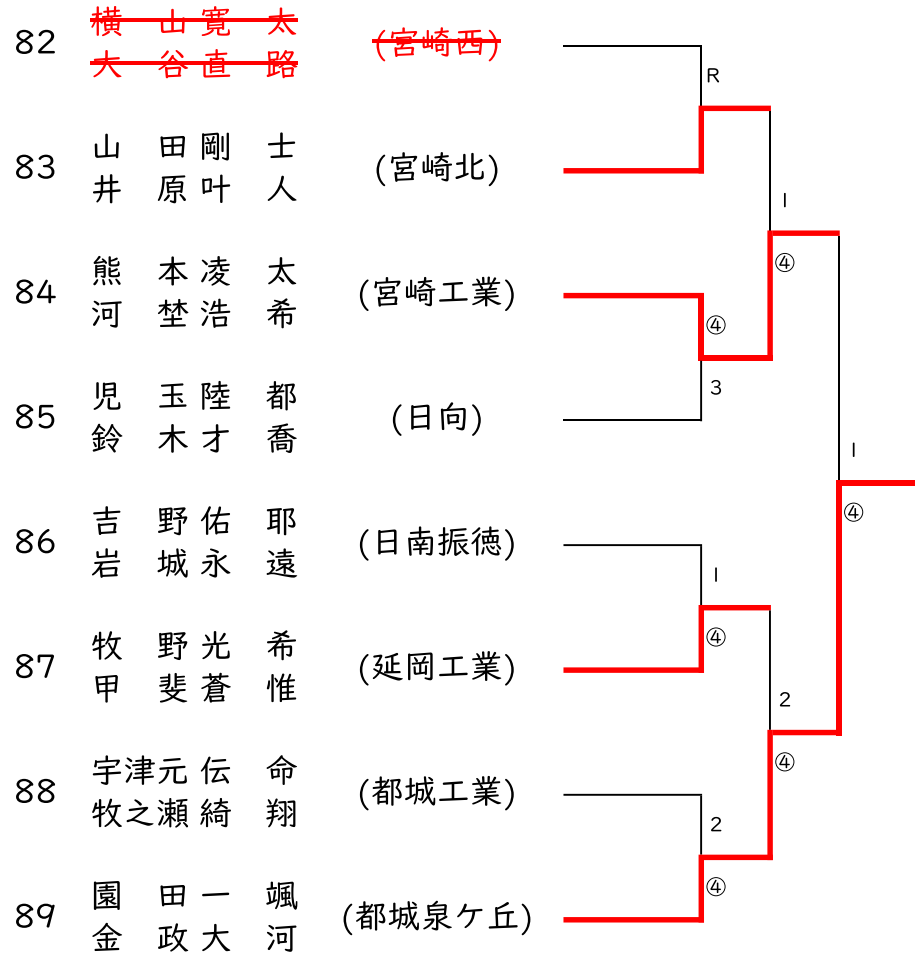 横山寛太
82 (宮崎西)
大谷直路
R
山田剛士
83 (宮崎北)
井原叶人
1
熊本凌太
④
84 (宮崎工業)
河埜浩希
④
3
児玉陸都
85 (日向)
鈴木才喬
1
吉野佑耶
④
86 (日南振徳)
岩城永遠
1
牧野光希
④
87 (延岡工業)
甲斐蒼惟
2
宇津元伝命
④
88 (都城工業)
牧之瀬綺翔
2
園田一颯
④
89 (都城泉ケ丘)
金政大河